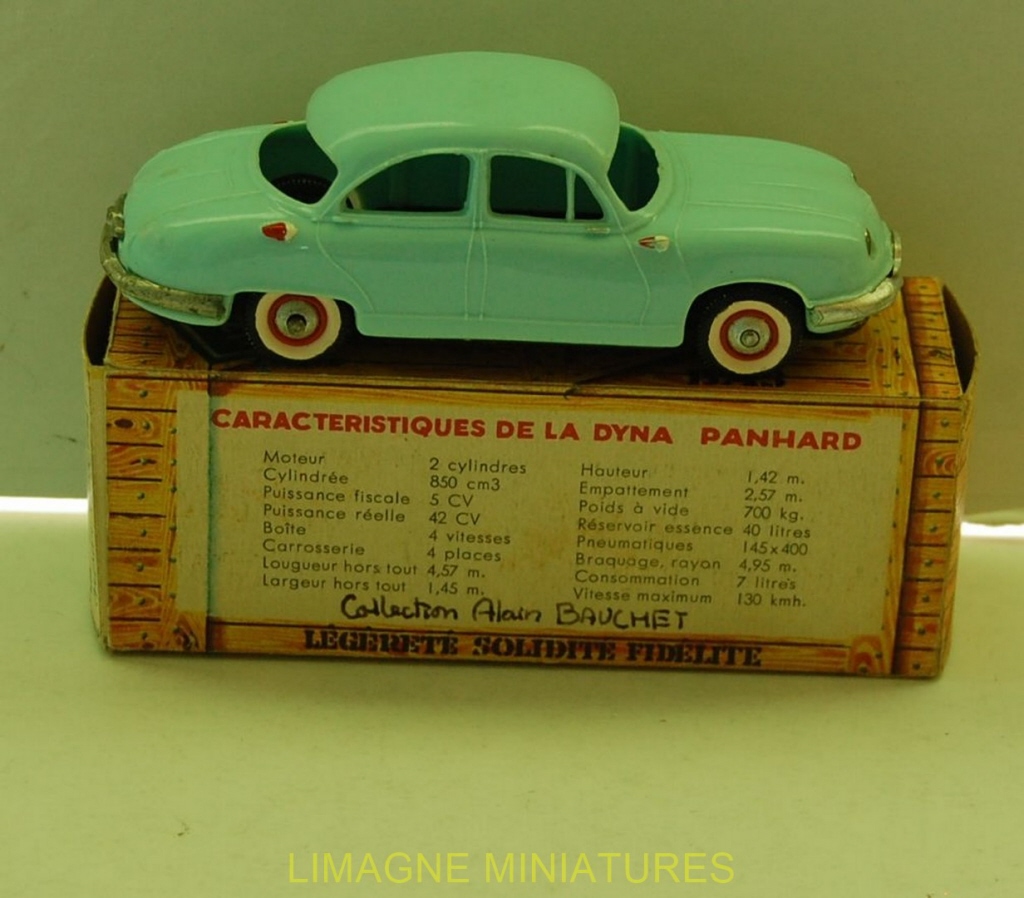 CARACTERISTIQUES DE LA DYNA PANHARD
Moteur 2 cylindres
Cylindrée 850 cm3
Puissance fiscale 5 CV
Puissance réelle 42 CV
Boîte 4 vitesses
Carrosserie 4 places
Lougueur hors tout 4,57 m.
Largeur hors tout 1,45 m.
Hauteur 1,42 m.
Empattement 2,57 m.
Poids à vide 700 kg.
Réservoir essence 40 litres
Pneumatiques 145x400
Braquage, rayon 4,95 m.
Consommation 7 litres
Vitesse maximum 130 kmh.
Collection Alain BAUCHET
LÉGÈRETÉ SOLIDITÉ FIDELITE
LIMAGNE MINIATURES